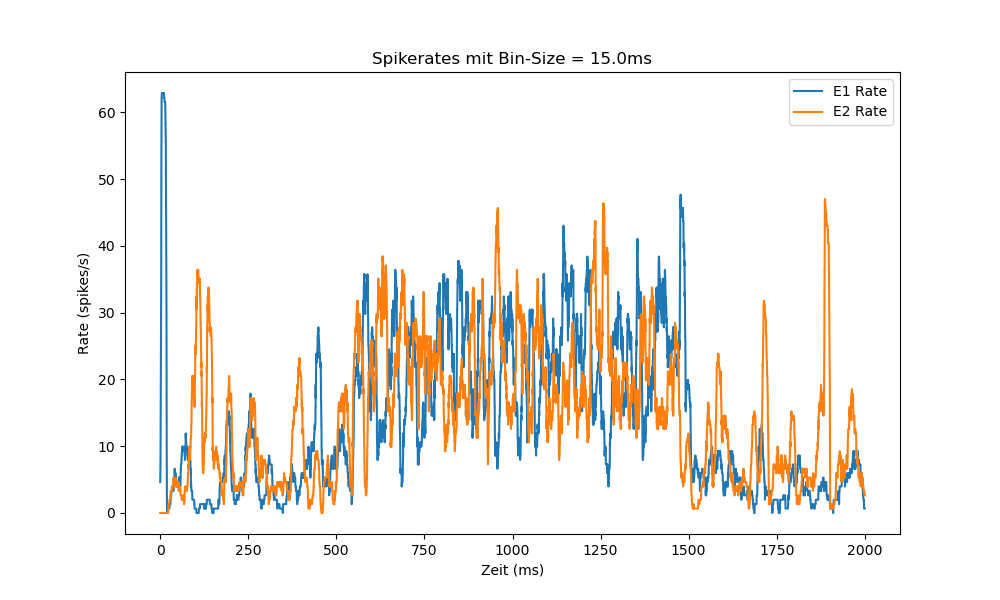 Spikerates mit Bin-Size = 15.0ms
E1 Rate
E2 Rate
60
50
40
30
20
10
0
Rate (spikes/s)
0 250 500 750 1000 1250 1500 1750 2000
Zeit (ms)